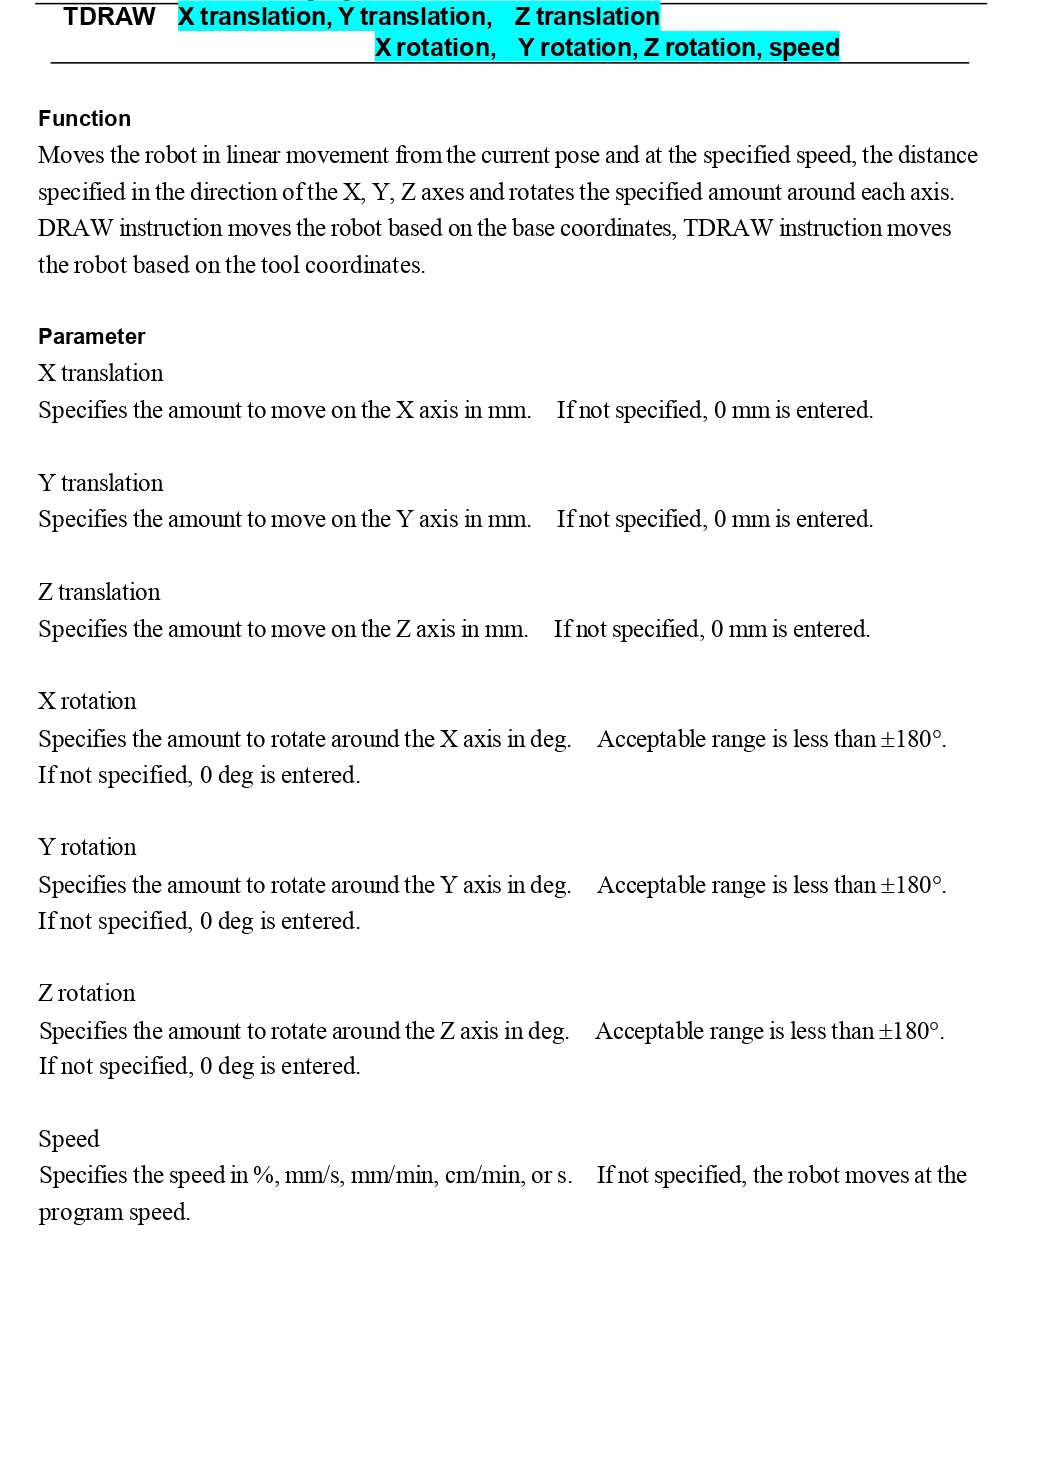 TDRAW X translation, Y translation, Z translation
X rotation, Y rotation, Z rotation, speed
Function
Moves the robot in linear movement from the current pose and at the specified speed, the distance
specified in the direction of the X, Y, Z axes and rotates the specified amount around each axis.
DRAW instruction moves the robot based on the base coordinates, TDRAW instruction moves
the robot based on the tool coordinates.
Parameter
X translation
Specifies the amount to move on the X axis in mm. If not specified, 0 mm is entered.
Y translation
Specifies the amount to move on the Y axis in mm. If not specified, 0 mm is entered.
Z translation
Specifies the amount to move on the Z axis in mm. If not specified, 0 mm is entered.
X rotation
Specifies the amount to rotate around the X axis in deg. Acceptable range is less than ±180°.
If not specified, 0 deg is entered.
Y rotation
Specifies the amount to rotate around the Y axis in deg. Acceptable range is less than ±180°.
If not specified, 0 deg is entered.
Z rotation
Specifies the amount to rotate around the Z axis in deg. Acceptable range is less than ±180°.
If not specified, 0 deg is entered.
Speed
Specifies the speed in %, mm/s, mm/min, cm/min, or s. If not specified, the robot moves at the
program speed.